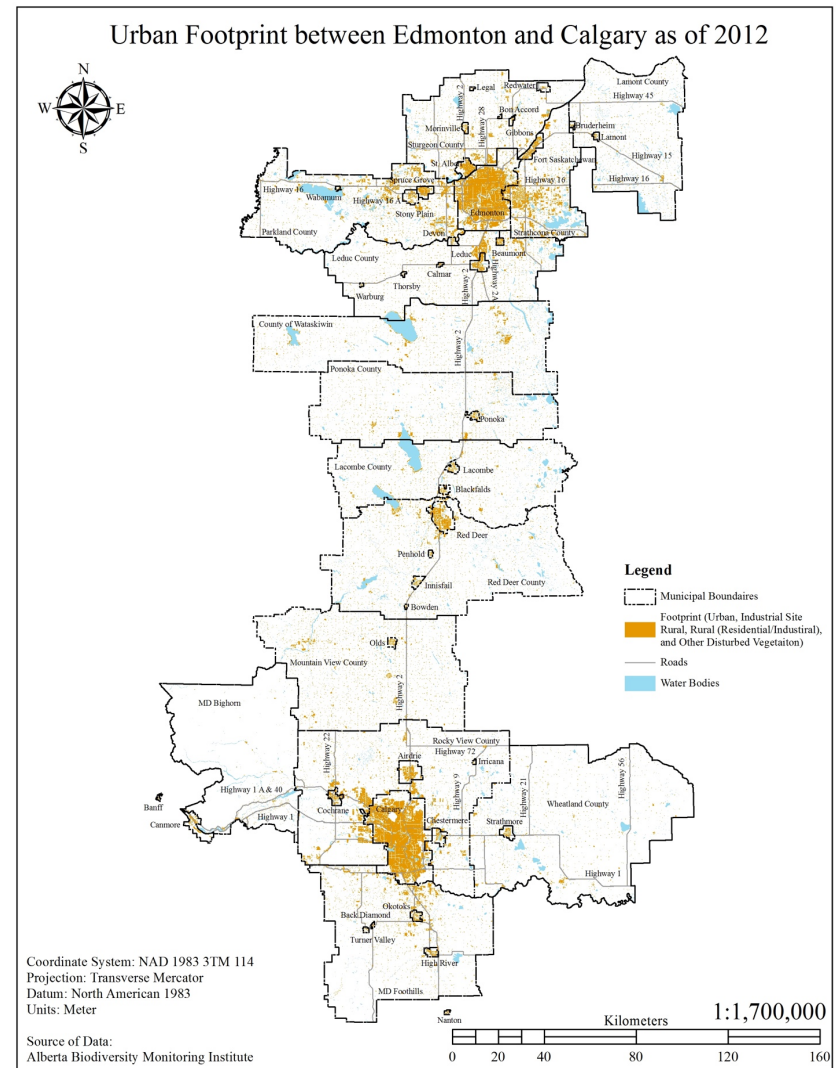 Urban Footprint between Edmonton and Calgary as of 2012
N
W
E
S
Lamont County
Highway 45
Legal
Redwater
Highway 2
Bon Accord
Highway 28
Morinville
Gibbons
Bruderheim
Lamont
Sturgeon County
Highway 15
St. Albert
Fort Saskatchewan
Spruce Grove
Highway 16
Highway 16
Highway 16
Wabamun
Highway 16 A
Stony Plain
Edmonton
Parkland County
Devon
Strathcona County
Leduc County
Leduc
Beaumont
Calmar
Highway 2
Highway 2A
Thorsby
Warburg
County of Wataskiwin
Highway 2
Ponoka County
Ponoka
Lacombe County
Lacombe
Blackfalds
Red Deer
Penhold
Innisfail
Red Deer County
Bowden
Legend
Municipal Boundaires
Footprint (Urban, Industrial Site
Rural, Rural (Residential/Industiral),
and Other Disturbed Vegetaiton)
Roads
Water Bodies
Olds
Mountain View County
Highway 2
MD Bighorn
Rocky View County
Highway 72
Highway 22
Airdrie
Irricana
Highway 9
Highway 21
Highway 56
Highway 1 A & 40
Banff
Cochrane
Calgary
Wheatland County
Canmore
Highway 1
Chestermere
Strathmore
Highway 1
Okotoks
Back Diamond
Turner Valley
High River
MD Foothills
Nanton
Coordinate System: NAD 1983 3TM 114
Projection: Transverse Mercator
Datum: North American 1983
Units: Meter
Source of Data:
Alberta Biodiversity Monitoring Institute
1:1,700,000
Kilometers
0 20 40 80 120 160